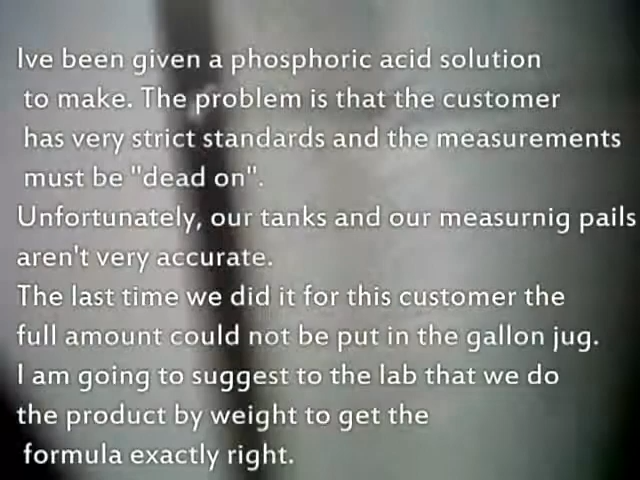 Ive been given a phosphoric acid solution
to make. The problem is that the customer
has very strict standards and the measurements
must be "dead on".
Unfortunately, our tanks and our measurnig pails
aren't very accurate.
The last time we did it for this customer the
full amount could not be put in the gallon jug.
I am going to suggest to the lab that we do
the product by weight to get the
formula exactly right.